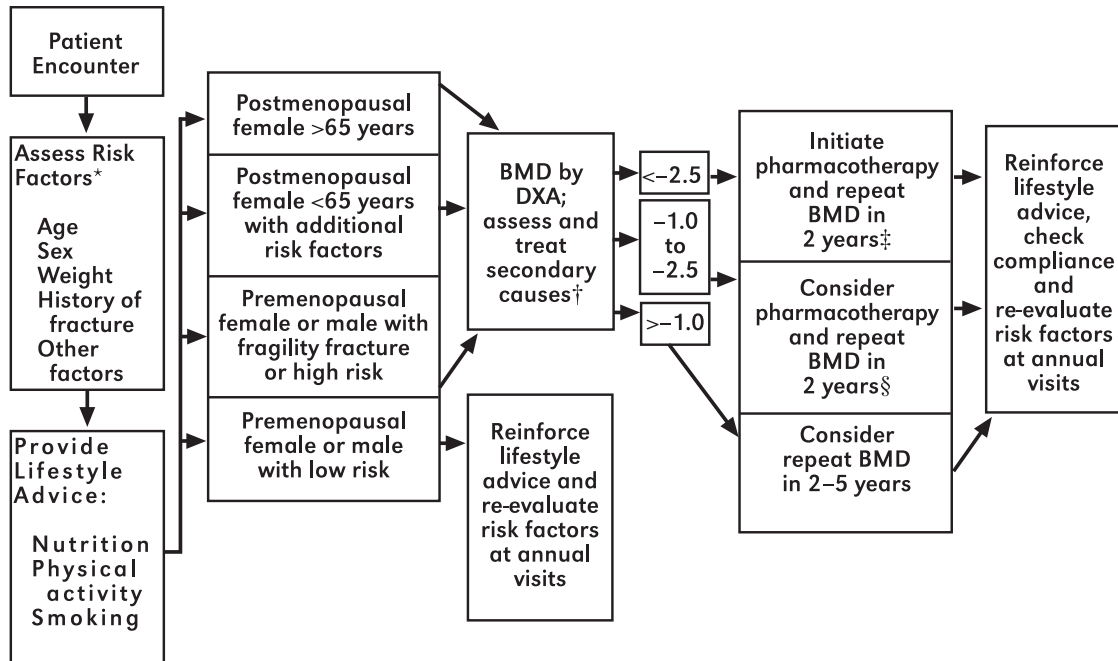 Patient
Encounter
Assess Risk
Factors*
Age
Sex
Weight
History of
fracture
Other
factors
Provide
Lifestyle
Advice:
Nutrition
Physical
activity
Smoking
Postmenopausal
female >65 years
Postmenopausal
female <65 years
with additional
risk factors
Premenopausal
female or male with
fragility fracture
or high risk
Premenopausal
female or male
with low risk
BMD by
DXA;
assess and
treat
secondary
causes†
Reinforce
lifestyle
advice and
re-evaluate
risk factors
at annual
visits
<−2.5
−1.0
to
−2.5
>−1.0
Initiate
pharmacotherapy
and repeat
BMD in
2 years‡
Consider
pharmacotherapy
and repeat
BMD in
2 years§
Consider
repeat BMD
in 2–5 years
Reinforce
lifestyle
advice,
check
compliance
and
re-evaluate
risk factors
at annual
visits